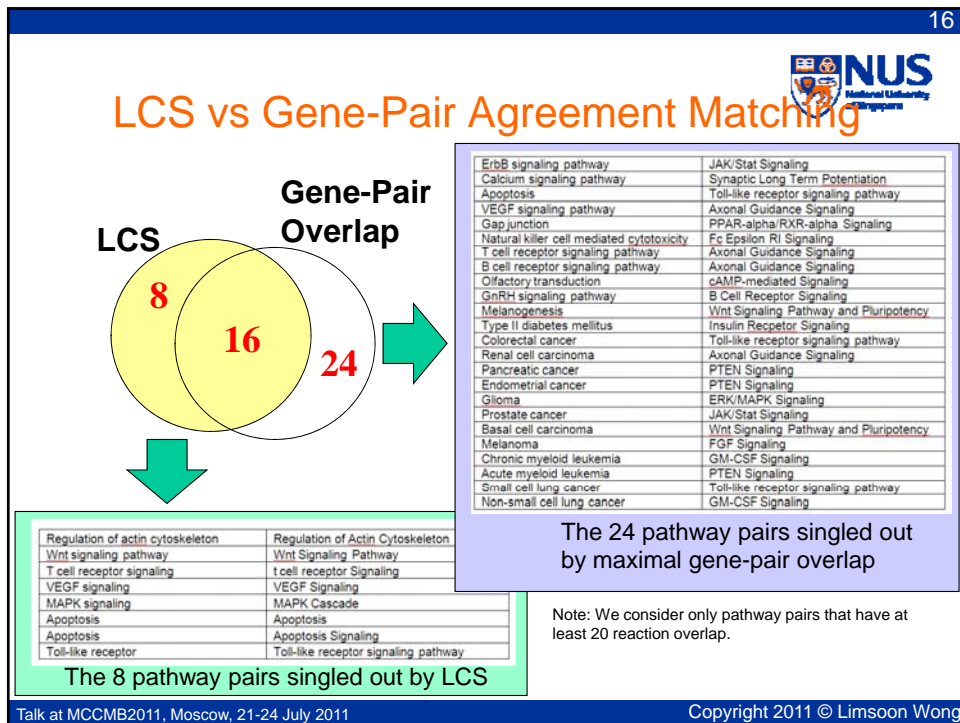 16
NUS
National University
of Singapore
LCS vs Gene-Pair Agreement Matching
LCS
Gene-Pair
Overlap
8
16
24
ErbB signaling pathway JAK/Stat Signaling
Calcium signaling pathway Synaptic Long Term Potentiation
Apoptosis Toll-like receptor signaling pathway
VEGF signaling pathway Axonal Guidance Signaling
Gap junction PPAR-alpha/RXR-alpha Signaling
Natural killer cell mediated cytotoxicity Fc Epsilon RI Signaling
T cell receptor signaling pathway Axonal Guidance Signaling
B cell receptor signaling pathway Axonal Guidance Signaling
Olfactory transduction cAMP-mediated Signaling
GnRH signaling pathway B Cell Receptor Signaling
Melanogenesis Wnt Signaling Pathway and Pluripotency
Type II diabetes mellitus Insulin Recpetor Signaling
Colorectal cancer Toll-like receptor signaling pathway
Renal cell carcinoma Axonal Guidance Signaling
Pancreatic cancer PTEN Signaling
Endometrial cancer PTEN Signaling
Glioma ERK/MAPK Signaling
Prostate cancer JAK/Stat Signaling
Basal cell carcinoma Wnt Signaling Pathway and Pluripotency
Melanoma FGF Signaling
Chronic myeloid leukemia GM-CSF Signaling
Acute myeloid leukemia PTEN Signaling
Small cell lung cancer Toll-like receptor signaling pathway
Non-small cell lung cancer GM-CSF Signaling
The 24 pathway pairs singled out
by maximal gene-pair overlap
Regulation of actin cytoskeleton Regulation of Actin Cytoskeleton
Wnt signaling pathway Wnt Signaling Pathway
T cell receptor signaling t cell receptor Signaling
VEGF signaling VEGF Signaling
MAPK signaling MAPK Cascade
Apoptosis Apoptosis
Apoptosis Apoptosis Signaling
Toll-like receptor Toll-like receptor signaling pathway
The 8 pathway pairs singled out by LCS
Note: We consider only pathway pairs that have at
least 20 reaction overlap.
Talk at MCCMB2011, Moscow, 21-24 July 2011
Copyright 2011 © Limsoon Wong